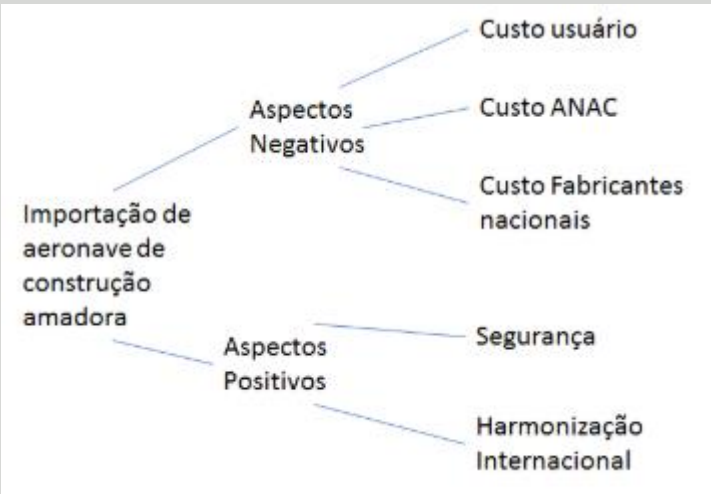 Importação de
aeronave de
construção
amadora
Aspectos
Negativos
Custo usuário
Custo ANAC
Custo Fabricantes
nacionais
Aspectos
Positivos
Segurança
Harmonização
Internacional